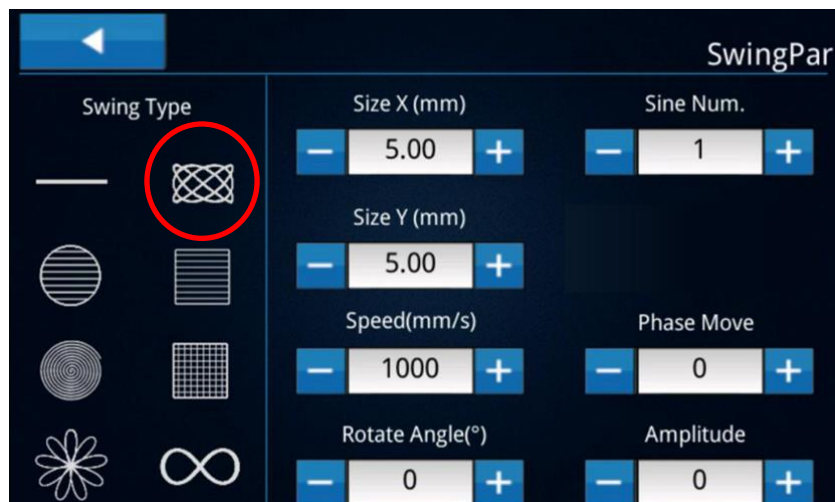 SwingPar
Swing Type
Size X (mm)
Sine Num.
5.00
1
Size Y (mm)
5.00
Speed(mm/s)
Phase Move
1000
0
Rotate Angle(°)
Amplitude
0
0